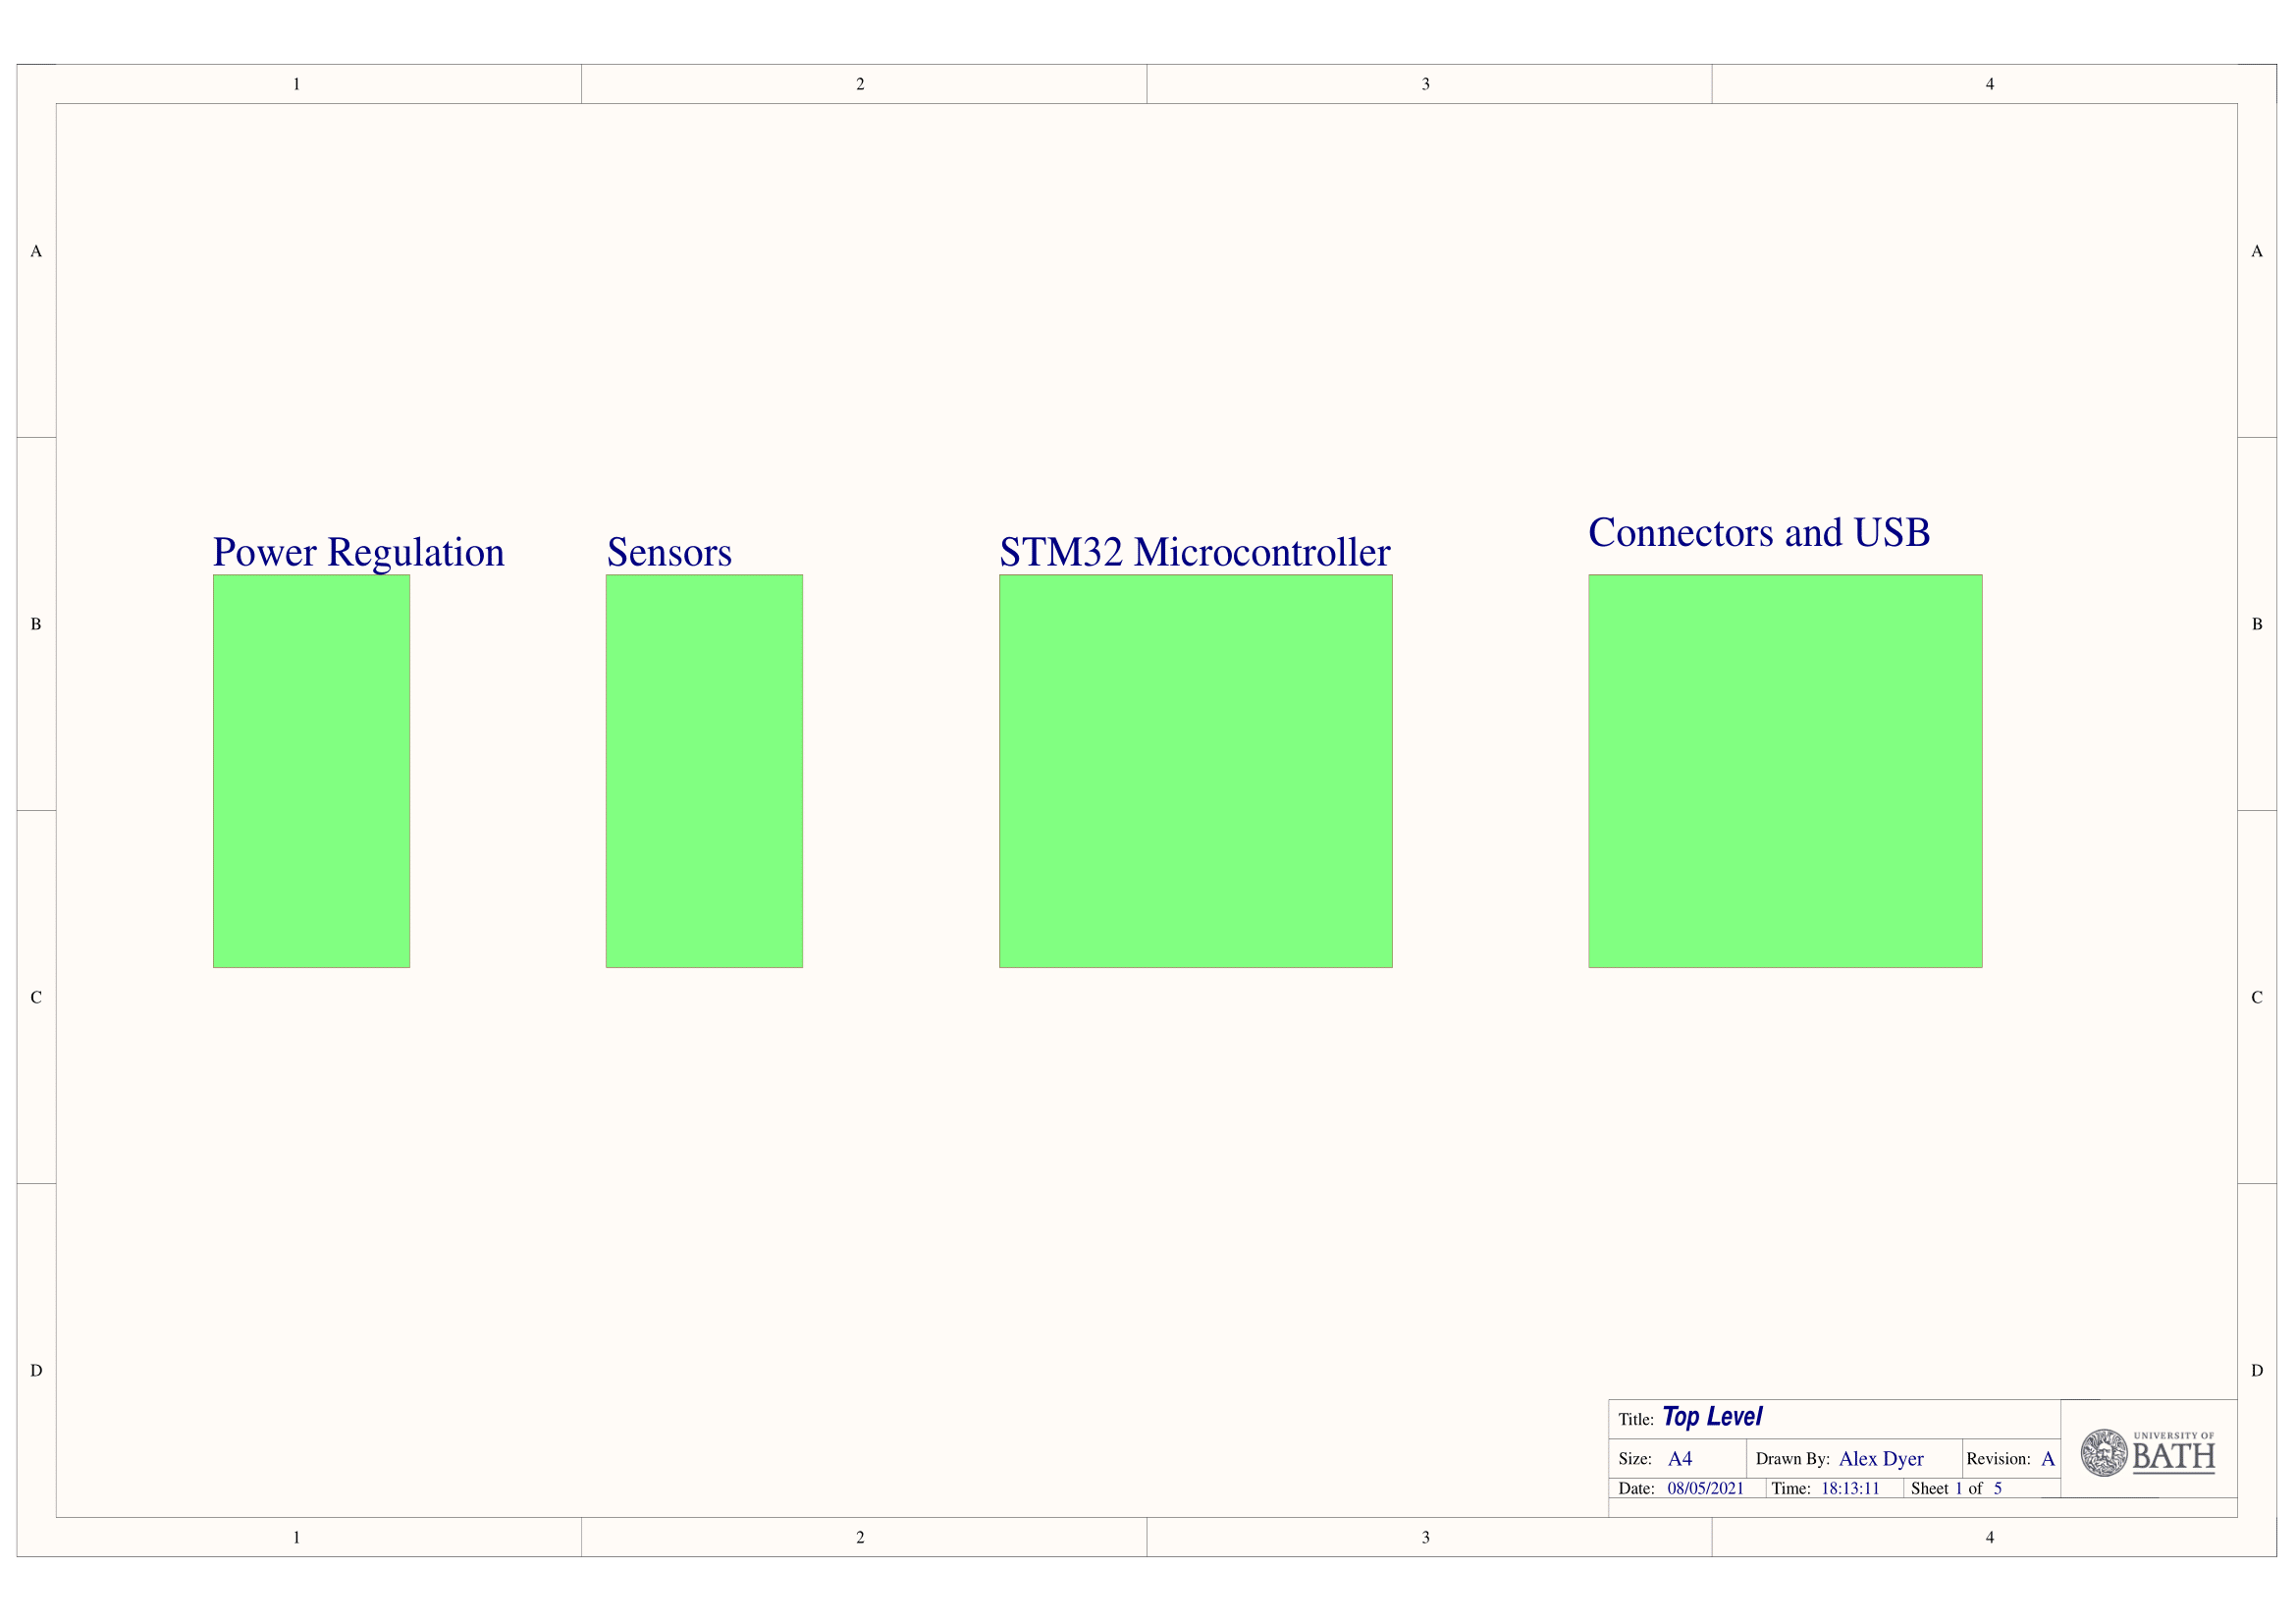 1 2 3 4
A A
Connectors and USB
Power Regulation Sensors STM32 Microcontroller
B B
C C
D D
Title: Top Level
Size: A4 Drawn By: Alex Dyer Revision: A
UNIVERSITY OF
BATH
Date: 08/05/2021 Time: 18:13:11 Sheet 1 of 5
1 2 3 4